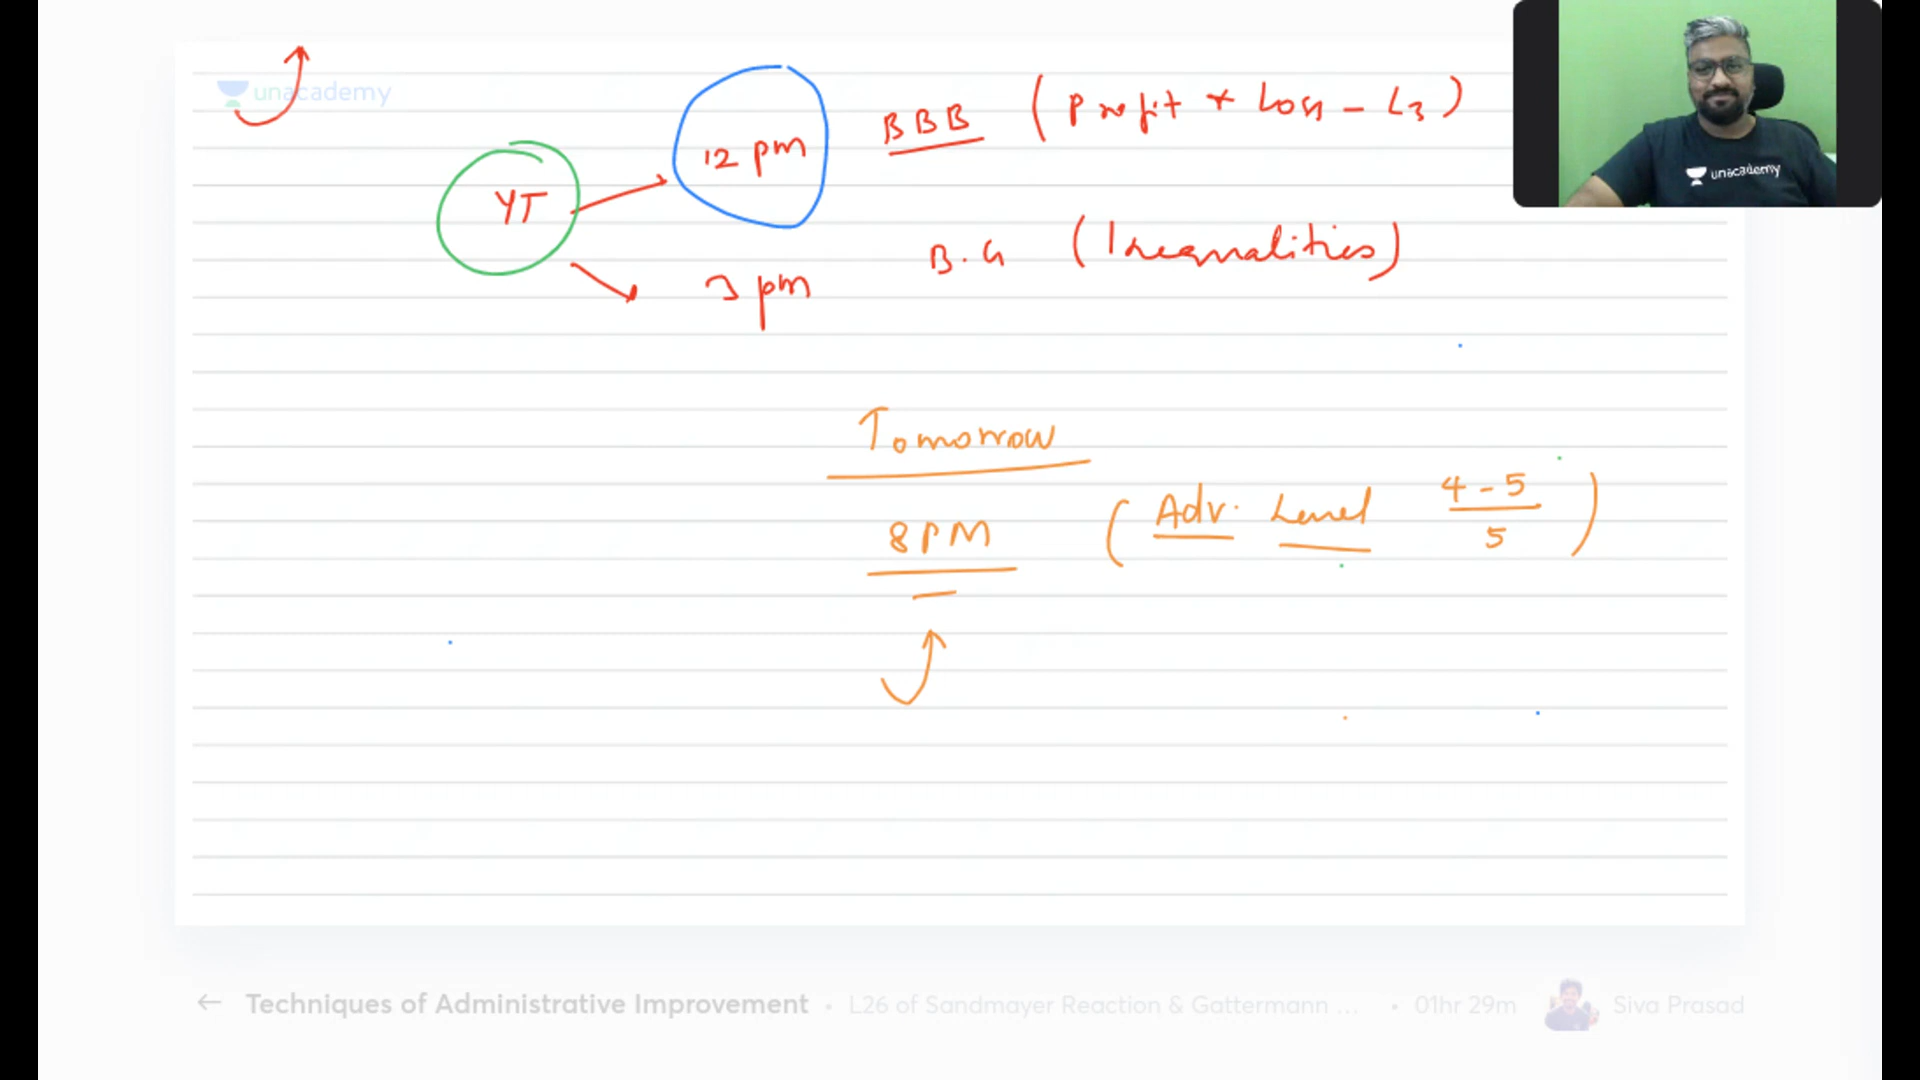 unacademy
BBB (Profit & Loss - L3)
12 pm
YT
B.G (Inequalities)
3 pm
Tomorrow
8PM (Adv. Level 4-5/5)
unacademy
Techniques of Administrative Improvement • L26 of Sandmayer Reaction & Gattermann ... • 01hr 29m Siva Prasad